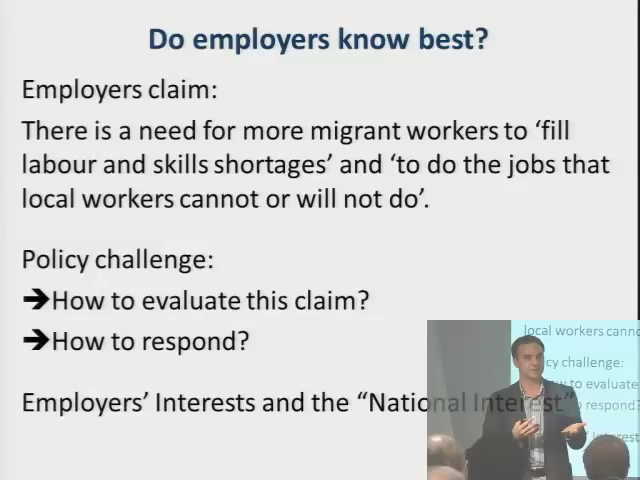 Do employers know best?
Employers claim:
There is a need for more migrant workers to ‘fill
labour and skills shortages’ and ‘to do the jobs that
local workers cannot or will not do’.
Policy challenge:
➔How to evaluate this claim?
➔How to respond?
Employers’ Interests and the “National Interest”
local workers canno
cy challenge:
w to evaluate
o respond?
Interest